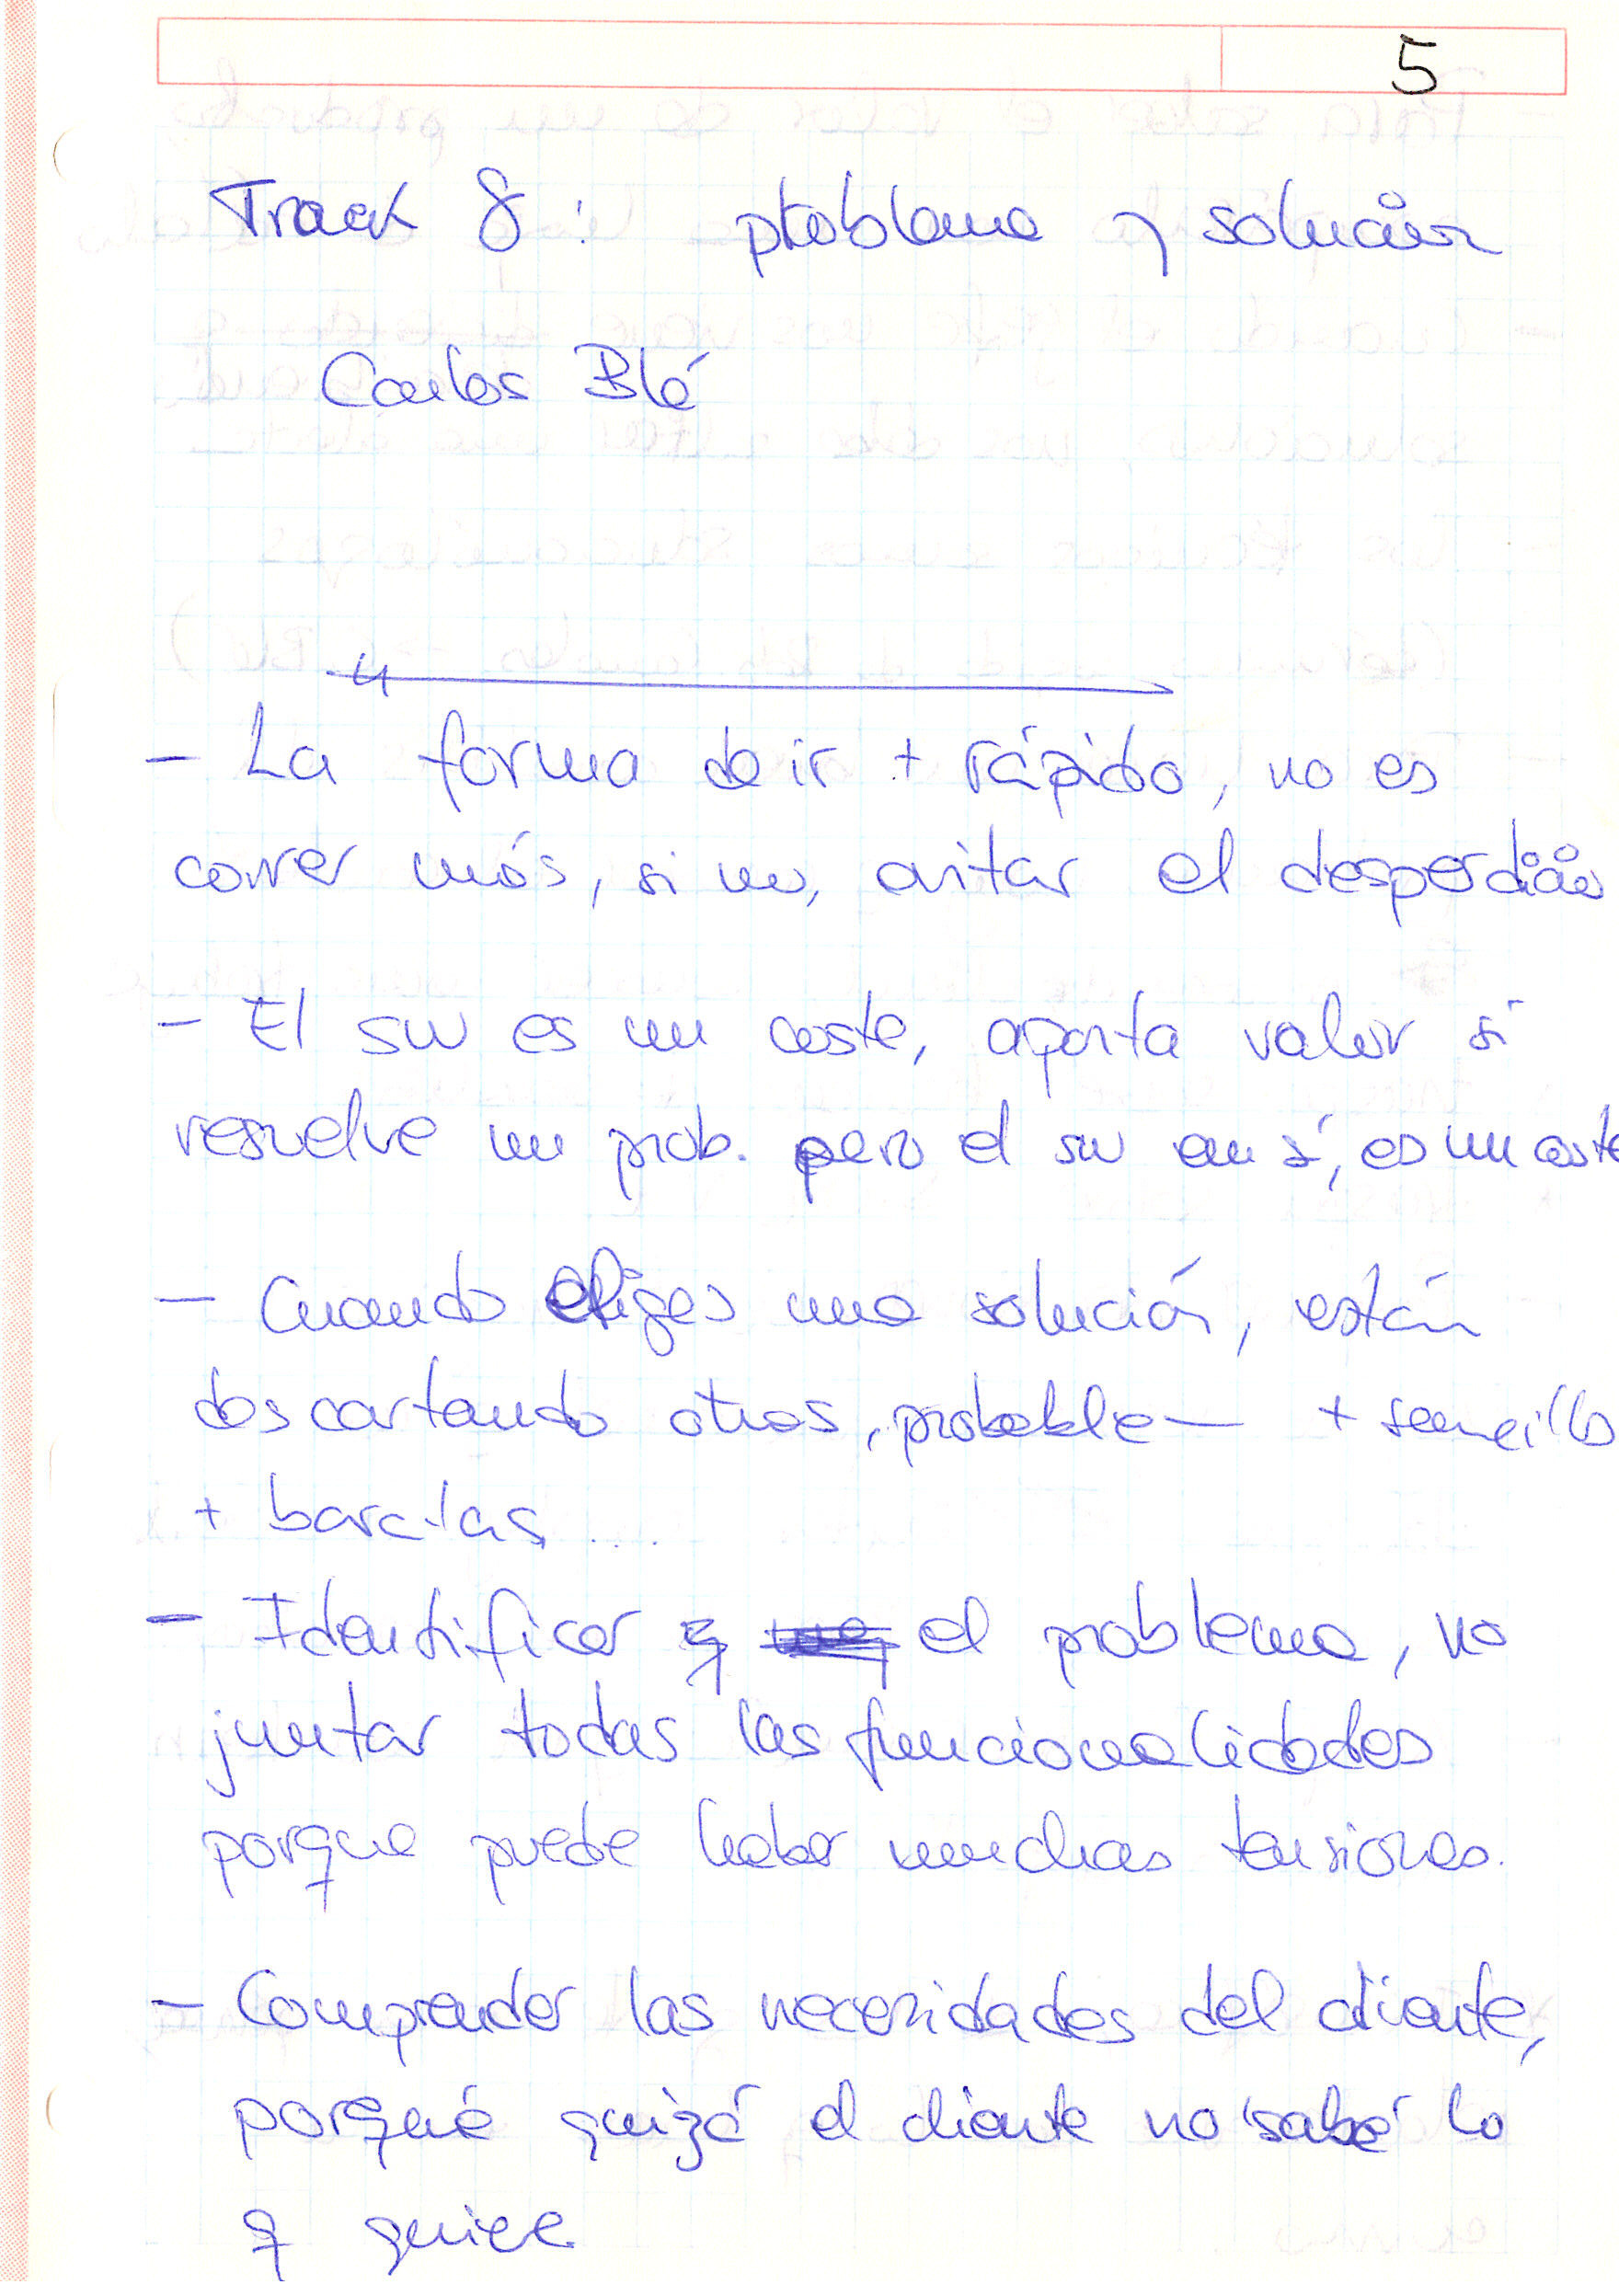 5
Track 8 : problema y solución
Carlos Blé
- La forma de ir + rápido, no es
correr más, si no, evitar el desperdicio
- El sw es un coste, aporta valor si
resuelve un prob. pero el sw en sí, es un coste
- Cuando eliges una solución, están
descartando otras, probable— + sencillo
+ baratas ...
- Identificar q el problema, no
juntar todas las funcionalidades
porque puede haber muchas tensiones.
- Comprender las necesidades del cliente,
porqué quizá el cliente no sabe lo
q quiere